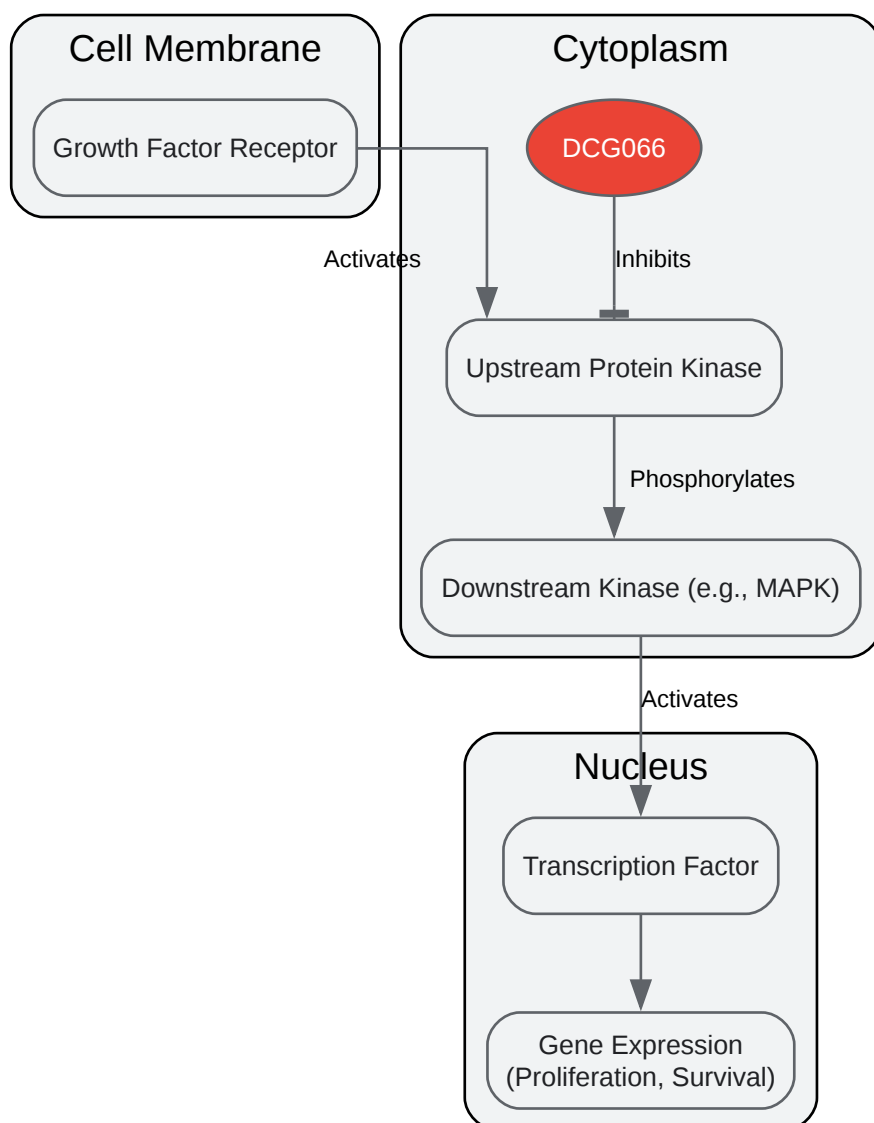 Cell Membrane
Cytoplasm
Growth Factor Receptor
DCG066
Activates
Inhibits
Upstream Protein Kinase
Phosphorylates
Downstream Kinase (e.g., MAPK)
Activates
Nucleus
Transcription Factor
Gene Expression
(Proliferation, Survival)